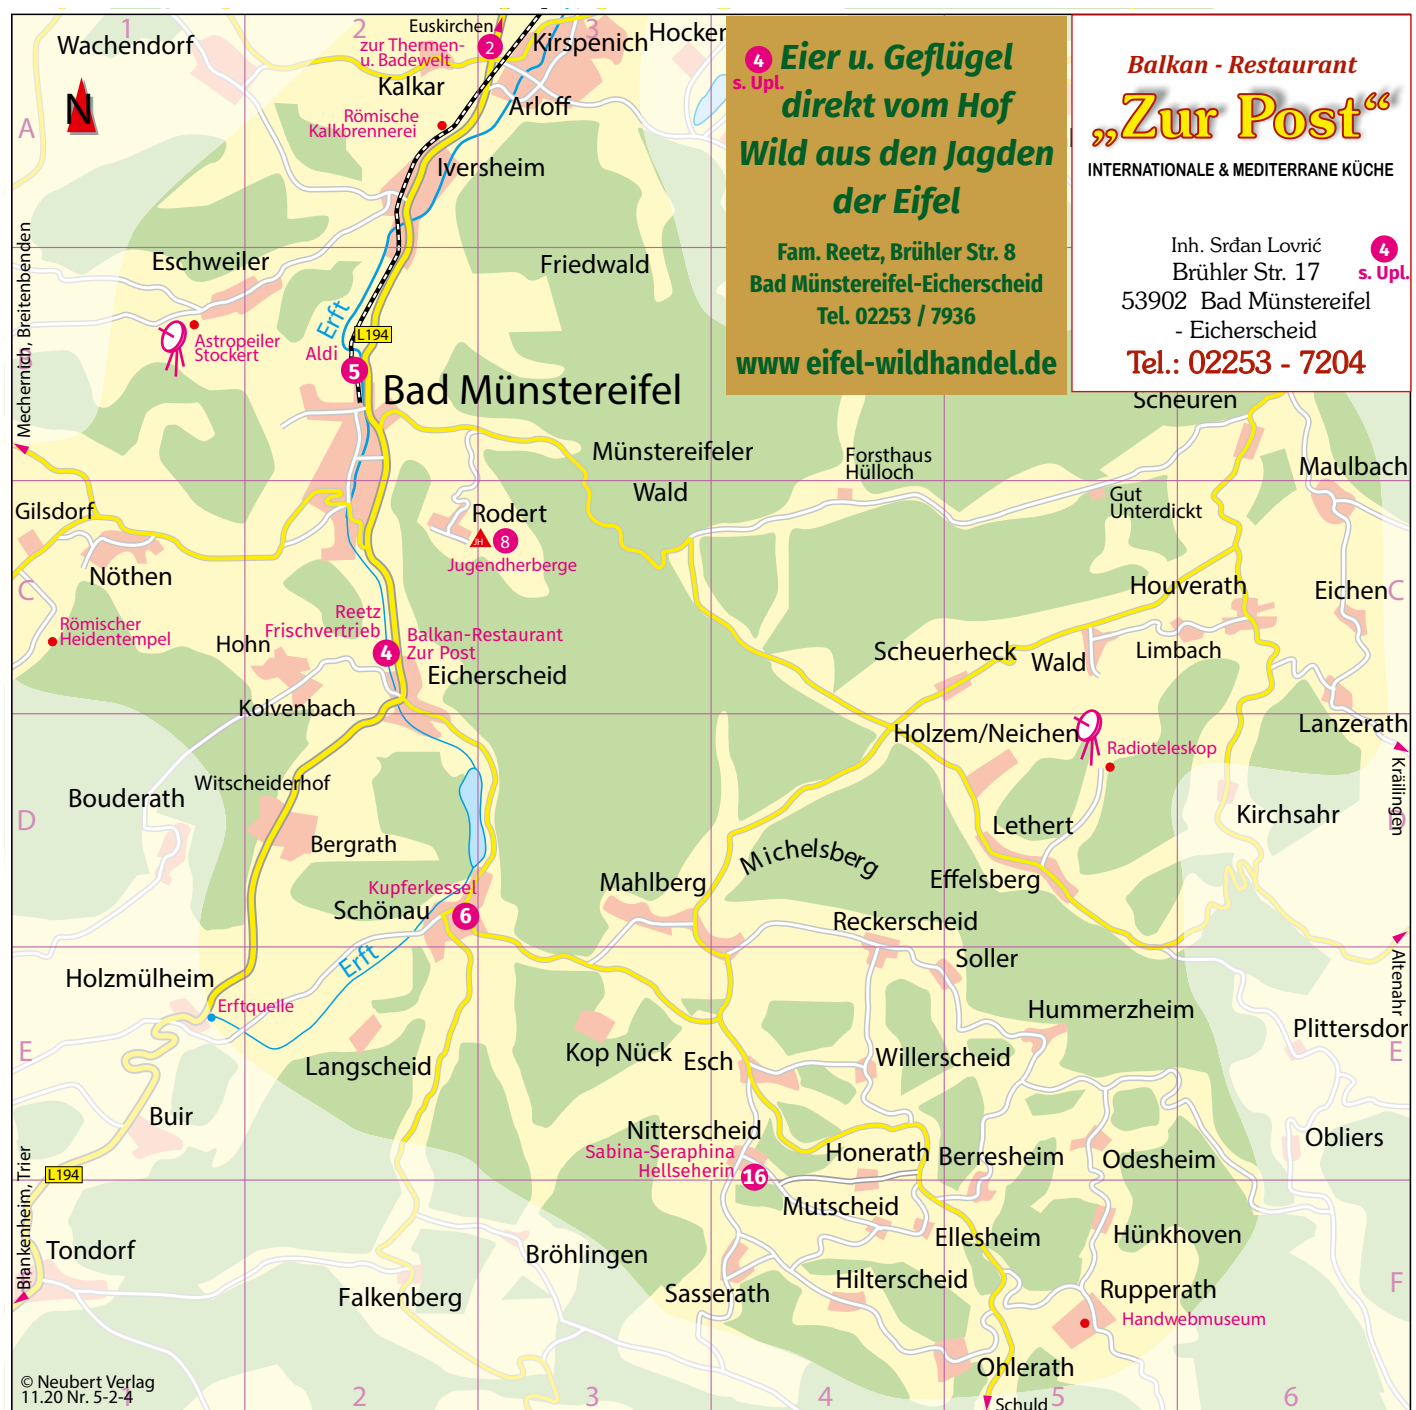 1
2
3
Wachendorf
Euskirchen
zur Thermen-
u. Badewelt
2
Kirspenich
Hocker
Kalkar
Arloff
Römische
Kalkbrennerei
Iversheim
N
A
4
s. Upl.
Eier u. Geflügel
direkt vom Hof
Wild aus den Jagden
der Eifel
Fam. Reetz, Brühler Str. 8
Bad Münstereifel-Eicherscheid
Tel. 02253 / 7936
www eifel-wildhandel.de
Balkan - Restaurant
„Zur Post“
INTERNATIONALE & MEDITERRANE KÜCHE
Inh. Srđan Lovrić
Brühler Str. 17
53902 Bad Münstereifel
- Eicherscheid
Tel.: 02253 - 7204
4
s. Upl.
Mechernich, Breitenbenden
Eschweiler
Friedwald
Erft
L194
Astropeiler
Stockert
Aldi
5
Bad Münstereifel
Scheuren
Münstereifeler
Wald
Forsthaus
Hülloch
Maulbach
Gut
Unterdickt
Gilsdorf
Rodert
JH
8
Jugendherberge
Nöthen
C
Houverath
Eichen
C
Römischer
Heidentempel
Reetz
Frischvertrieb
4
Balkan-Restaurant
Zur Post
Hohn
Eicherscheid
Scheuerheck
Wald
Limbach
Kolvenbach
Holzem/Neichen
Radioteleskop
Lanzerath
Kräilingen
Witscheiderhof
Bouderath
D
Bergrath
Lethert
Kirchsahr
D
Michelsberg
Kupferkessel
Schönau
6
Mahlberg
Effelsberg
Reckerscheid
Erft
Soller
Altenahr
Holzmülheim
Erftquelle
Hummerzheim
Plittersdor
E
E
Langscheid
Kop Nück
Esch
Willerscheid
Buir
Nitterscheid
Sabina-Seraphina
Hellseherin
16
Honerath
Berresheim
Odesheim
Obliers
L194
Blankenheim, Trier
Mutscheid
Tondorf
Bröhlingen
Ellesheim
Hünkhoven
Falkenberg
Sasserath
Hilterscheid
Rupperath
F
Handwebmuseum
Ohlerath
Schuld
© Neubert Verlag
11.20 Nr. 5-2-4
1
2
3
4
5
6